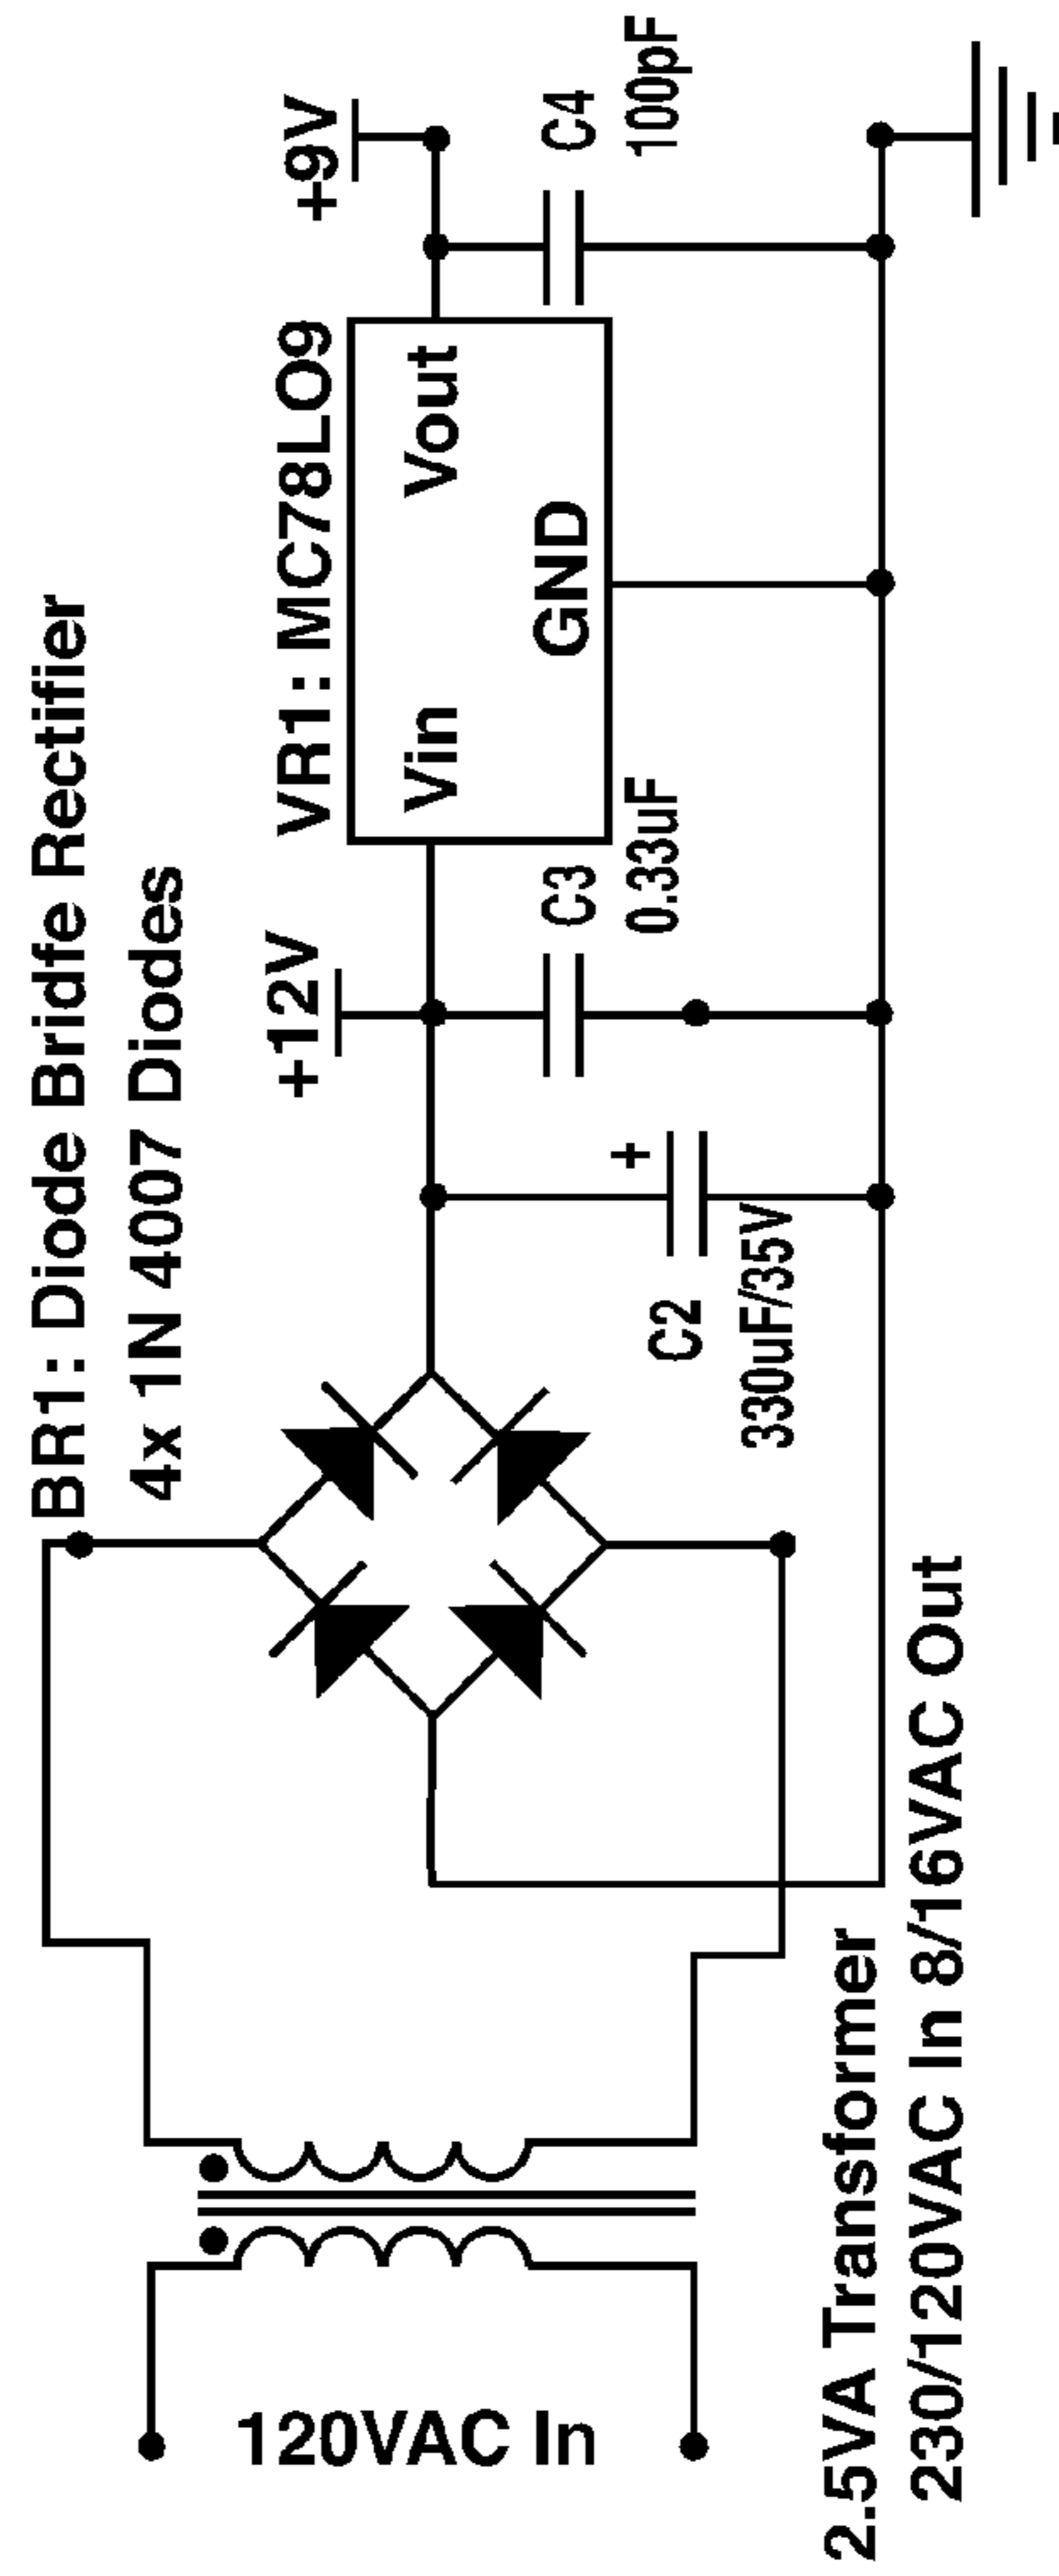 BR1: Diode Bridfe Rectifier
4x 1N 4007 Diodes
+12V
VR1: MC78LO9
+9V
Vin
Vout
GND
C3
0.33uF
C4
100pF
+
C2
330uF/35V
120VAC In
2.5VA Transformer
230/120VAC In 8/16VAC Out